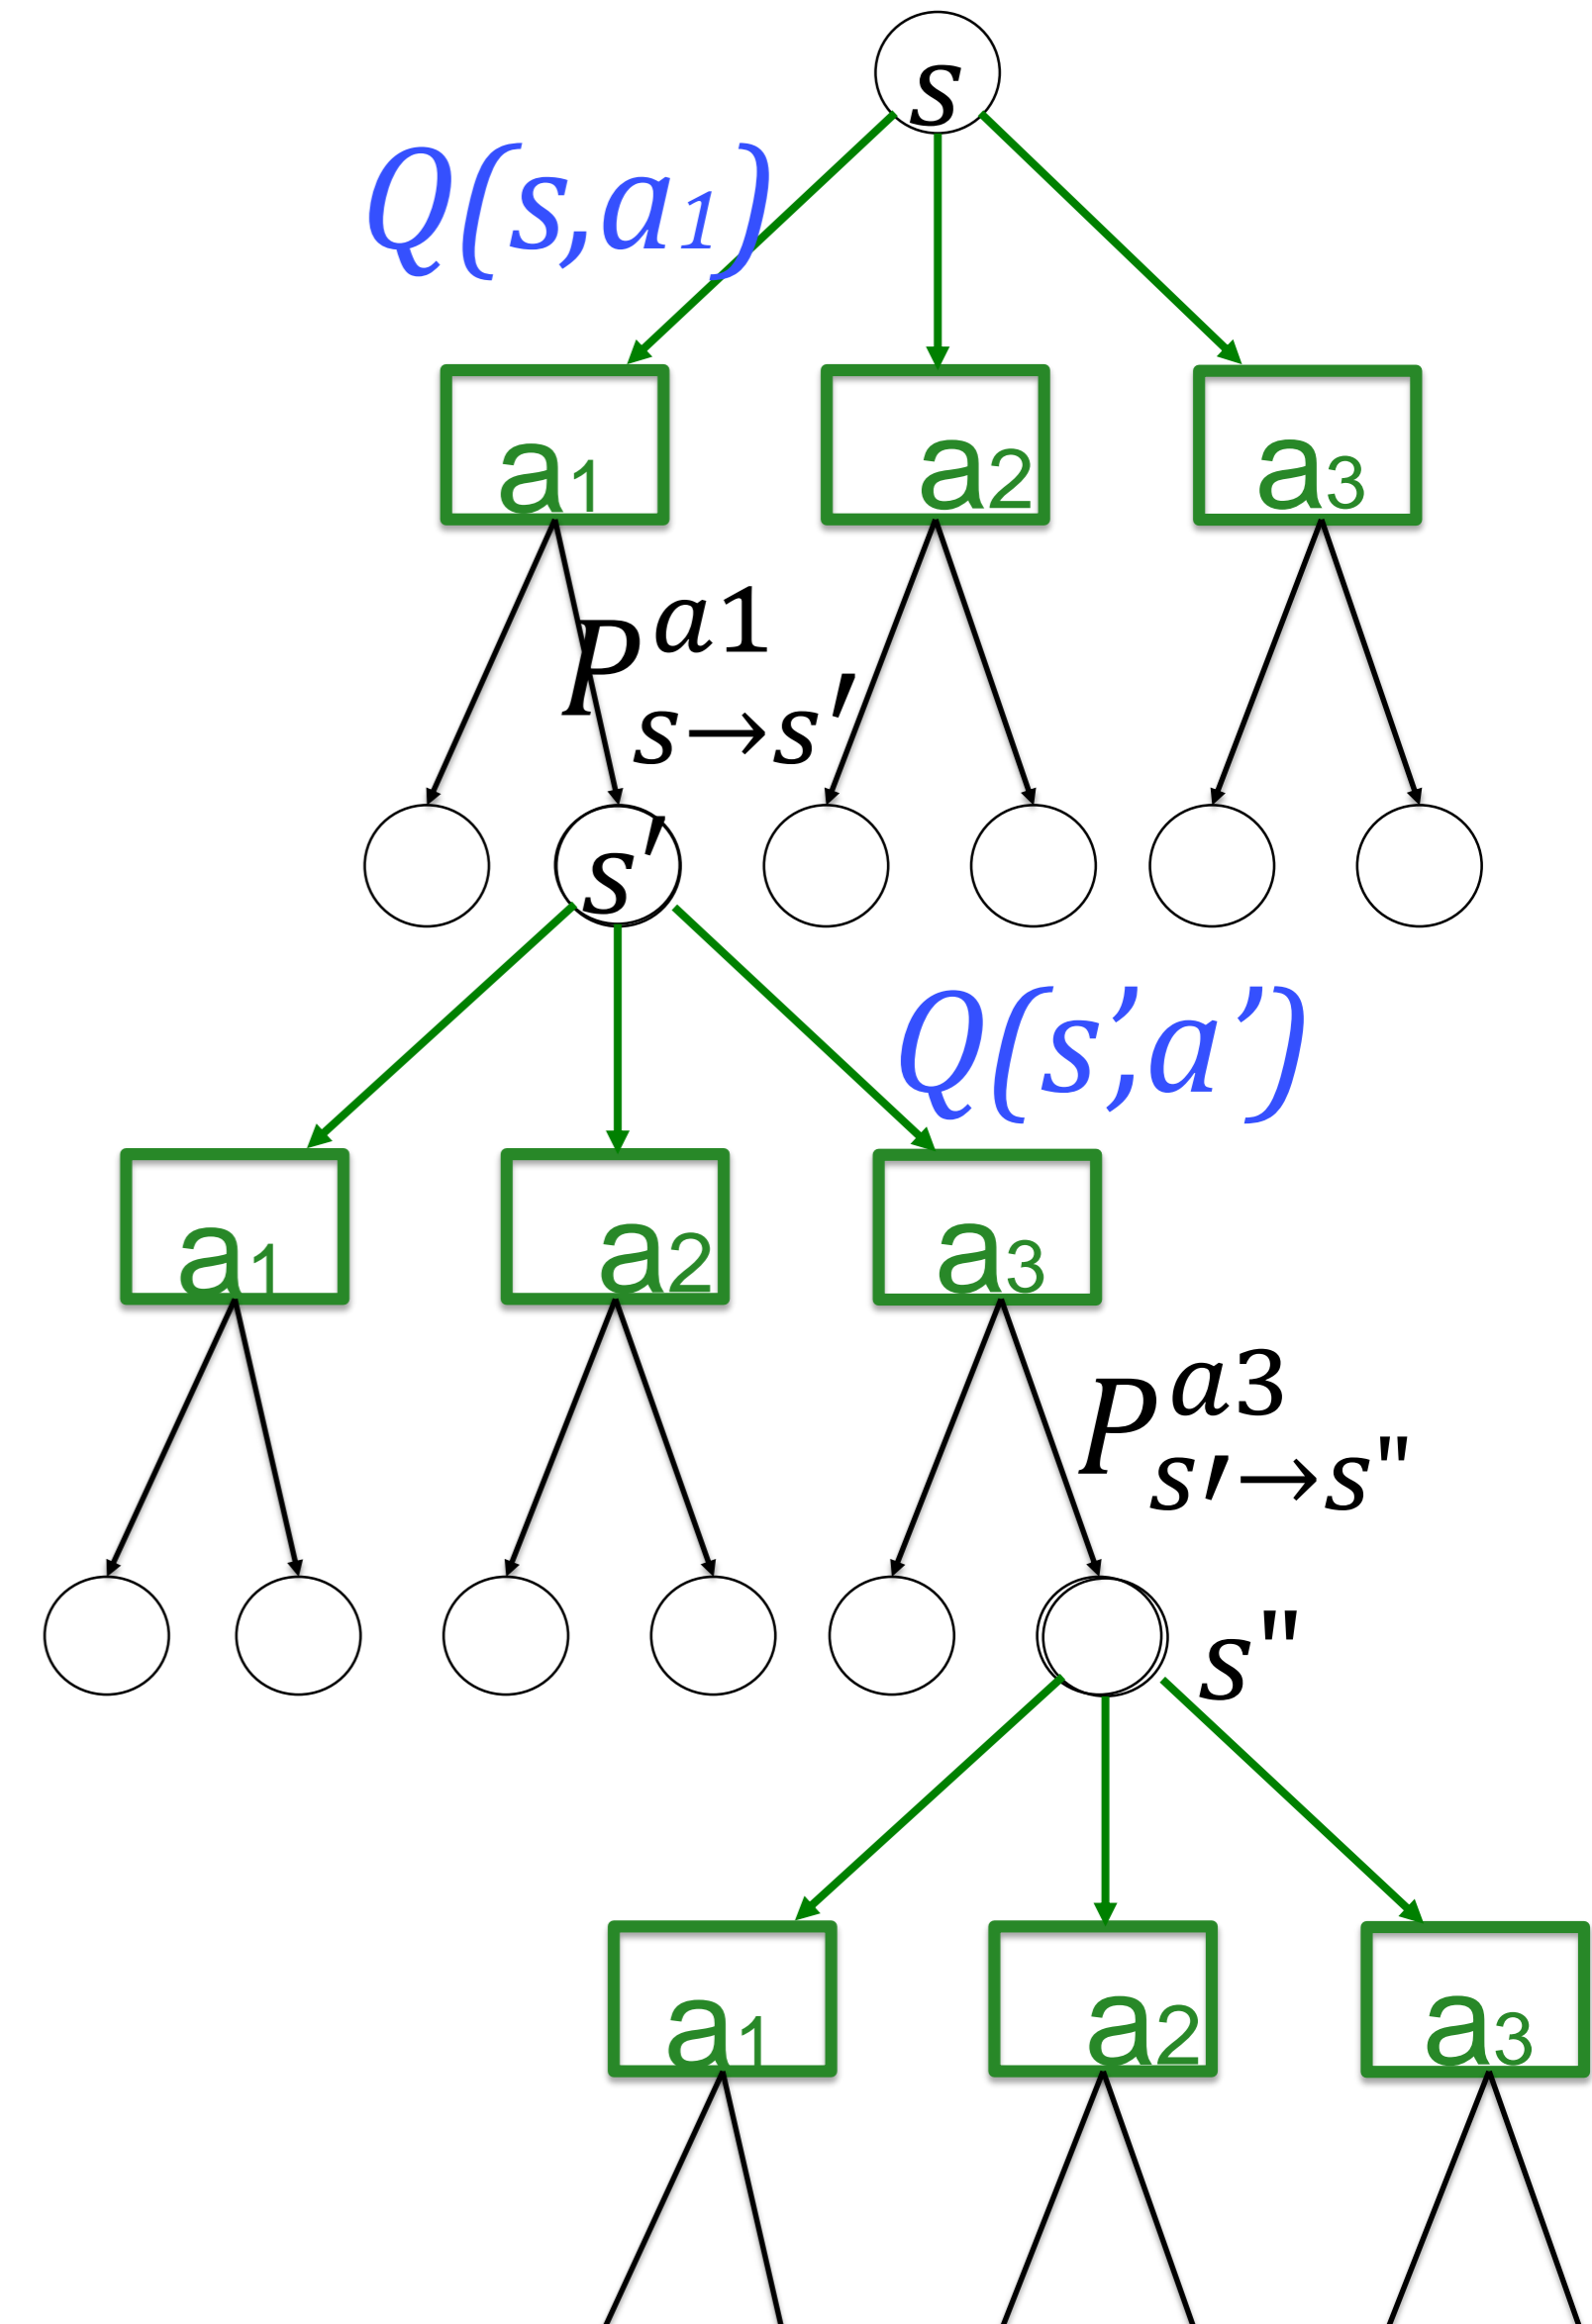 s
Q(s,a1)
a1 a2 a3
P a1 s→s'
s'
Q(s',a')
a1 a2 a3
P a3 s'→s"
s"
a1 a2 a3